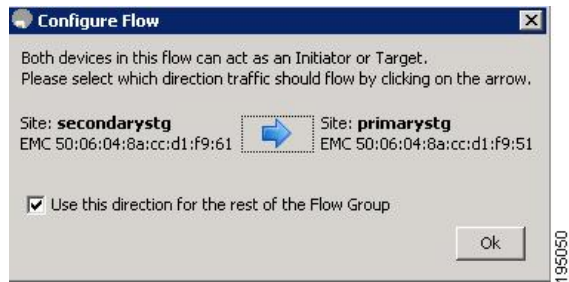 Configure Flow
Both devices in this flow can act as an Initiator or Target.
Please select which direction traffic should flow by clicking on the arrow.
Site: secondarystg
EMC 50:06:04:8a:cc:d1:f9:61
Site: primarystg
EMC 50:06:04:8a:cc:d1:f9:51
Use this direction for the rest of the Flow Group
Ok
195050